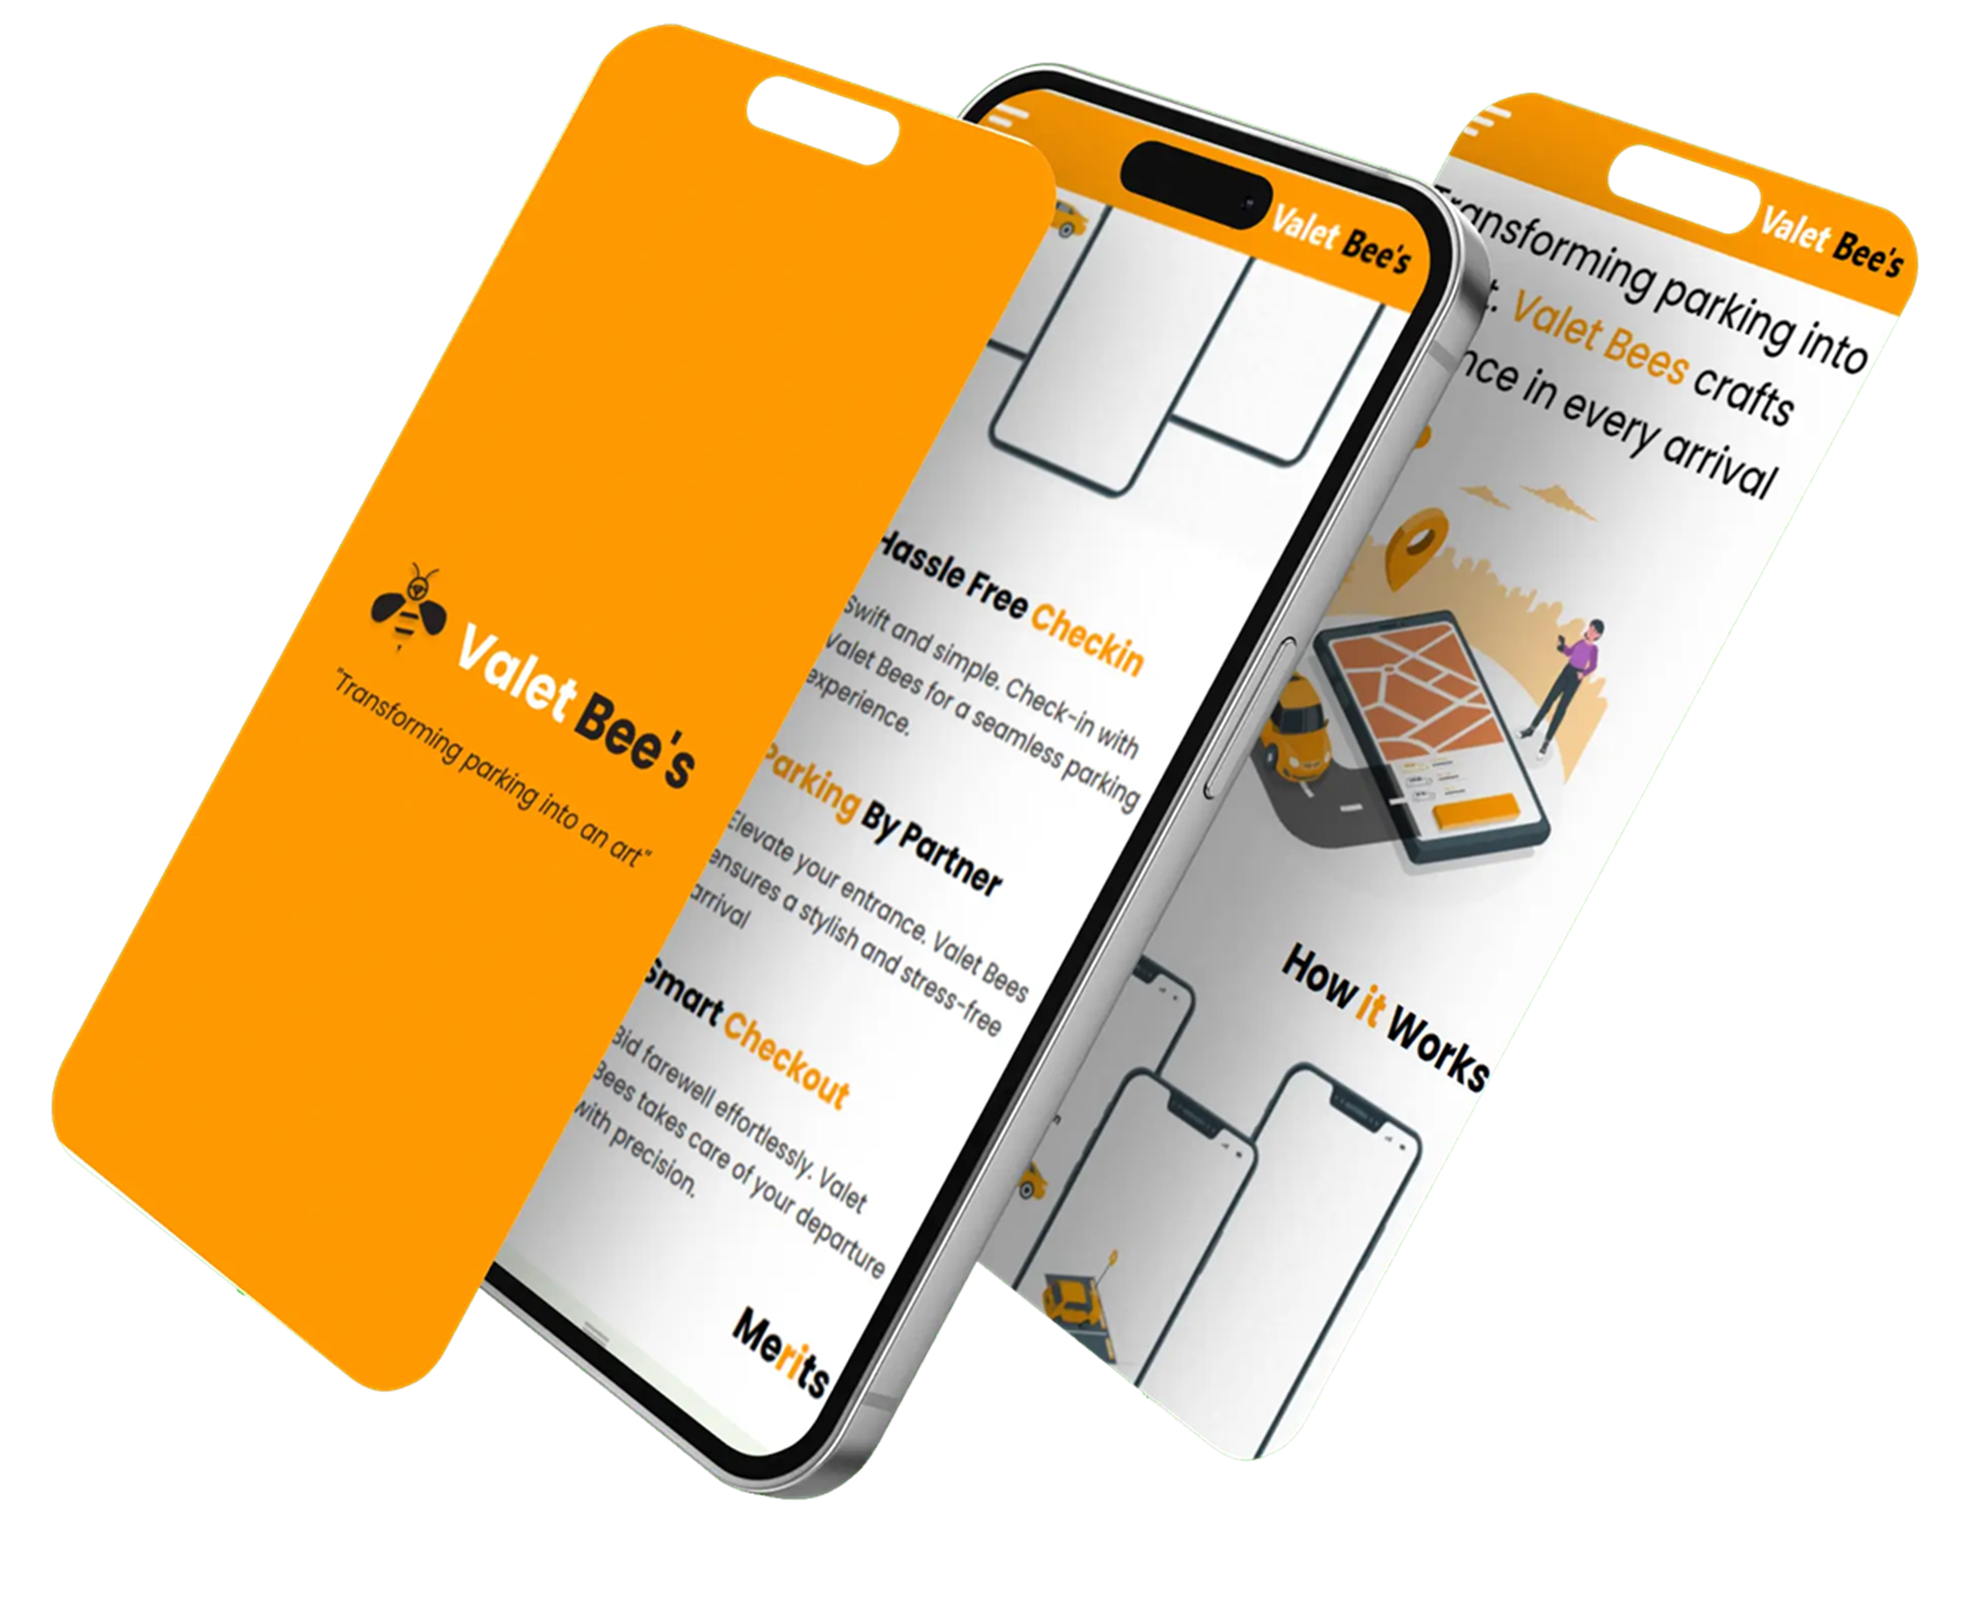 Valet Bee's
"Transforming parking into an art"
Valet Bee's
Hassle Free Checkin
Swift and simple. Check-in with
Valet Bees for a seamless parking
experience.
Parking By Partner
Elevate your entrance. Valet Bees
ensures a stylish and stress-free
arrival
Smart Checkout
Bid farewell effortlessly. Valet
Bees takes care of your departure
with precision.
Merits
Valet Bee's
Transforming parking into
t. Valet Bees crafts
nce in every arrival
How it Works